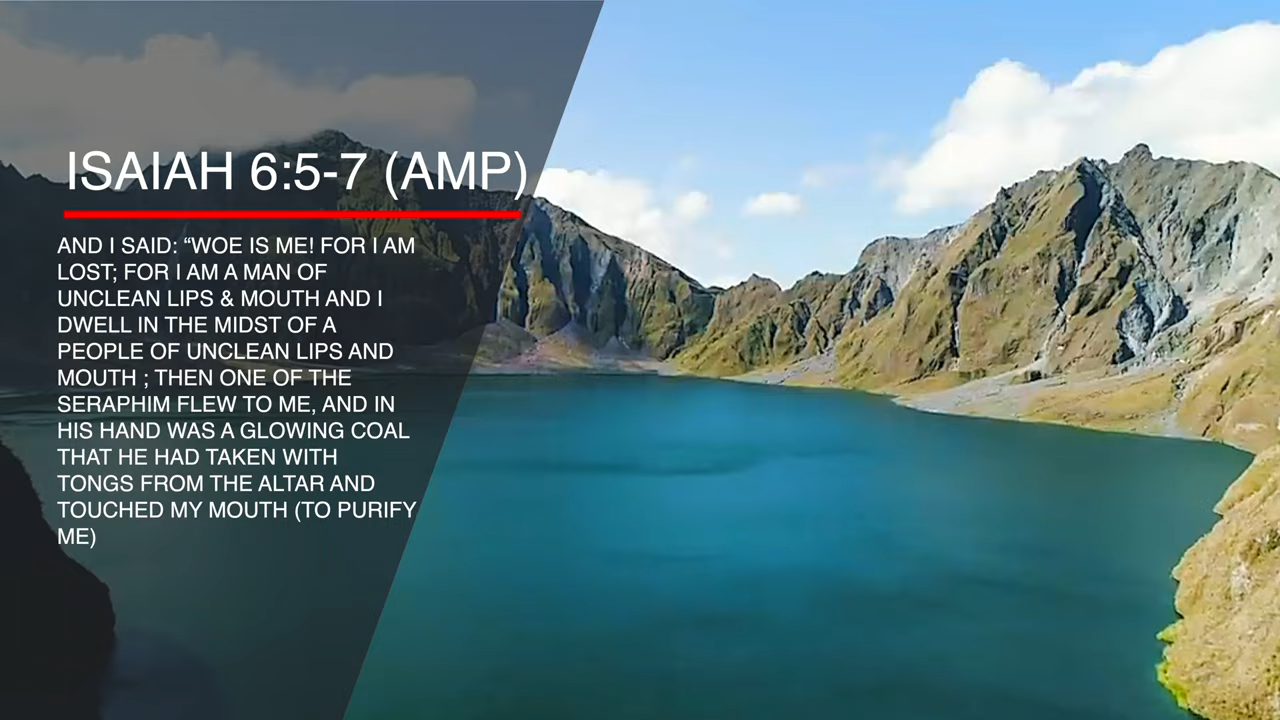 ISAIAH 6:5-7 (AMP)
AND I SAID: “WOE IS ME! FOR I AM
LOST; FOR I AM A MAN OF
UNCLEAN LIPS & MOUTH AND I
DWELL IN THE MIDST OF A
PEOPLE OF UNCLEAN LIPS AND
MOUTH ; THEN ONE OF THE
SERAPHIM FLEW TO ME, AND IN
HIS HAND WAS A GLOWING COAL
THAT HE HAD TAKEN WITH
TONGS FROM THE ALTAR AND
TOUCHED MY MOUTH (TO PURIFY
ME)